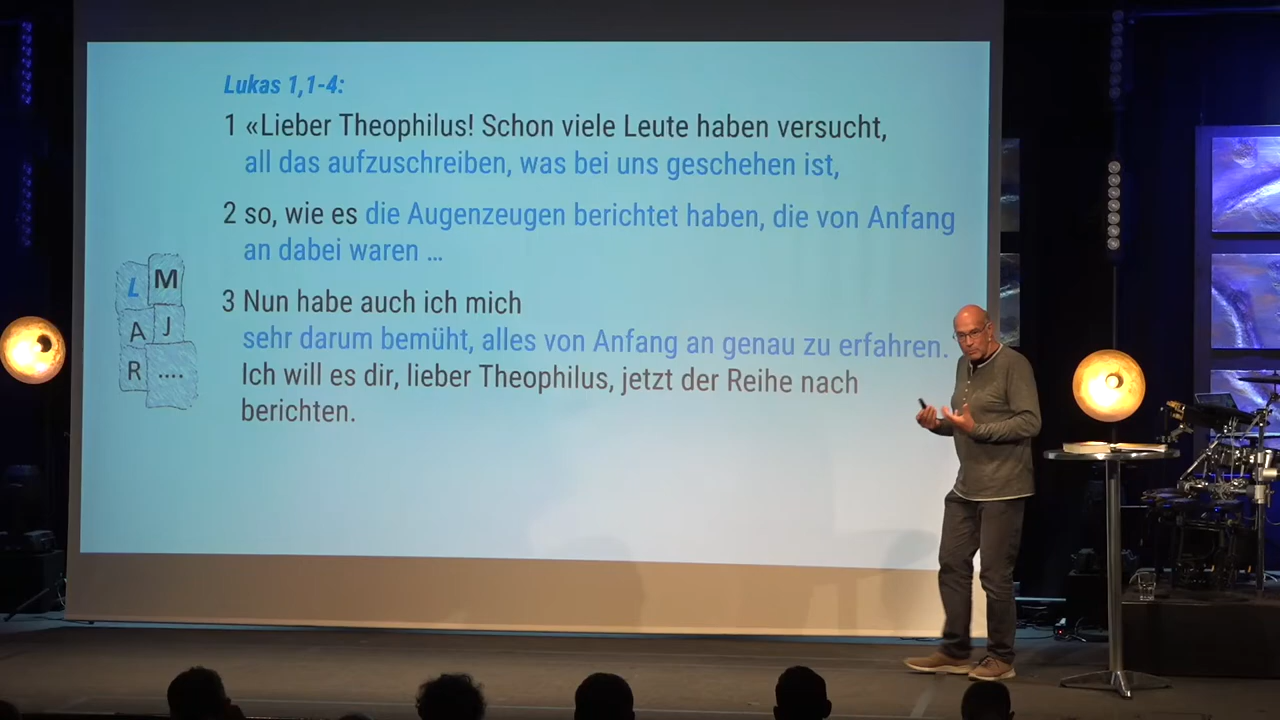 Lukas 1,1-4:
1 «Lieber Theophilus! Schon viele Leute haben versucht,
all das aufzuschreiben, was bei uns geschehen ist,
2 so, wie es die Augenzeugen berichtet haben, die von Anfang
an dabei waren ...
3 Nun habe auch ich mich
sehr darum bemüht, alles von Anfang an genau zu erfahren.
Ich will es dir, lieber Theophilus, jetzt der Reihe nach
berichten.
L M
A J
R ....